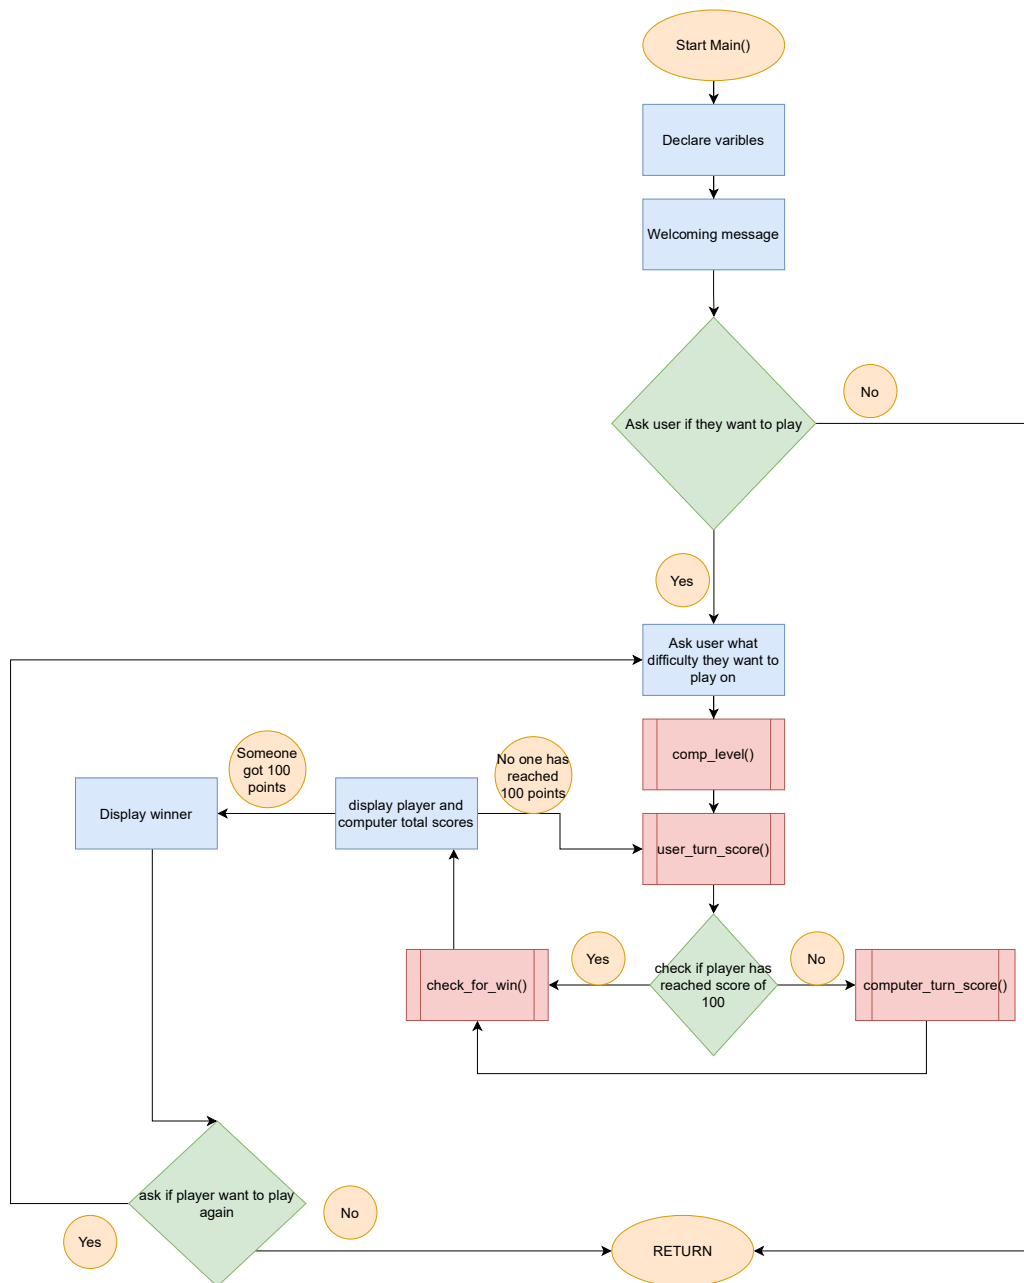 Start Main()
Declare varibles
Welcoming message
Ask user if they want to play
No
Yes
Ask user what
difficulty they want to
play on
comp_level()
Someone
got 100
points
No one has
reached
100 points
Display winner
display player and
computer total scores
user_turn_score()
check_for_win()
Yes
check if player has
reached score of
100
No
computer_turn_score()
ask if player want to play
again
Yes
No
RETURN